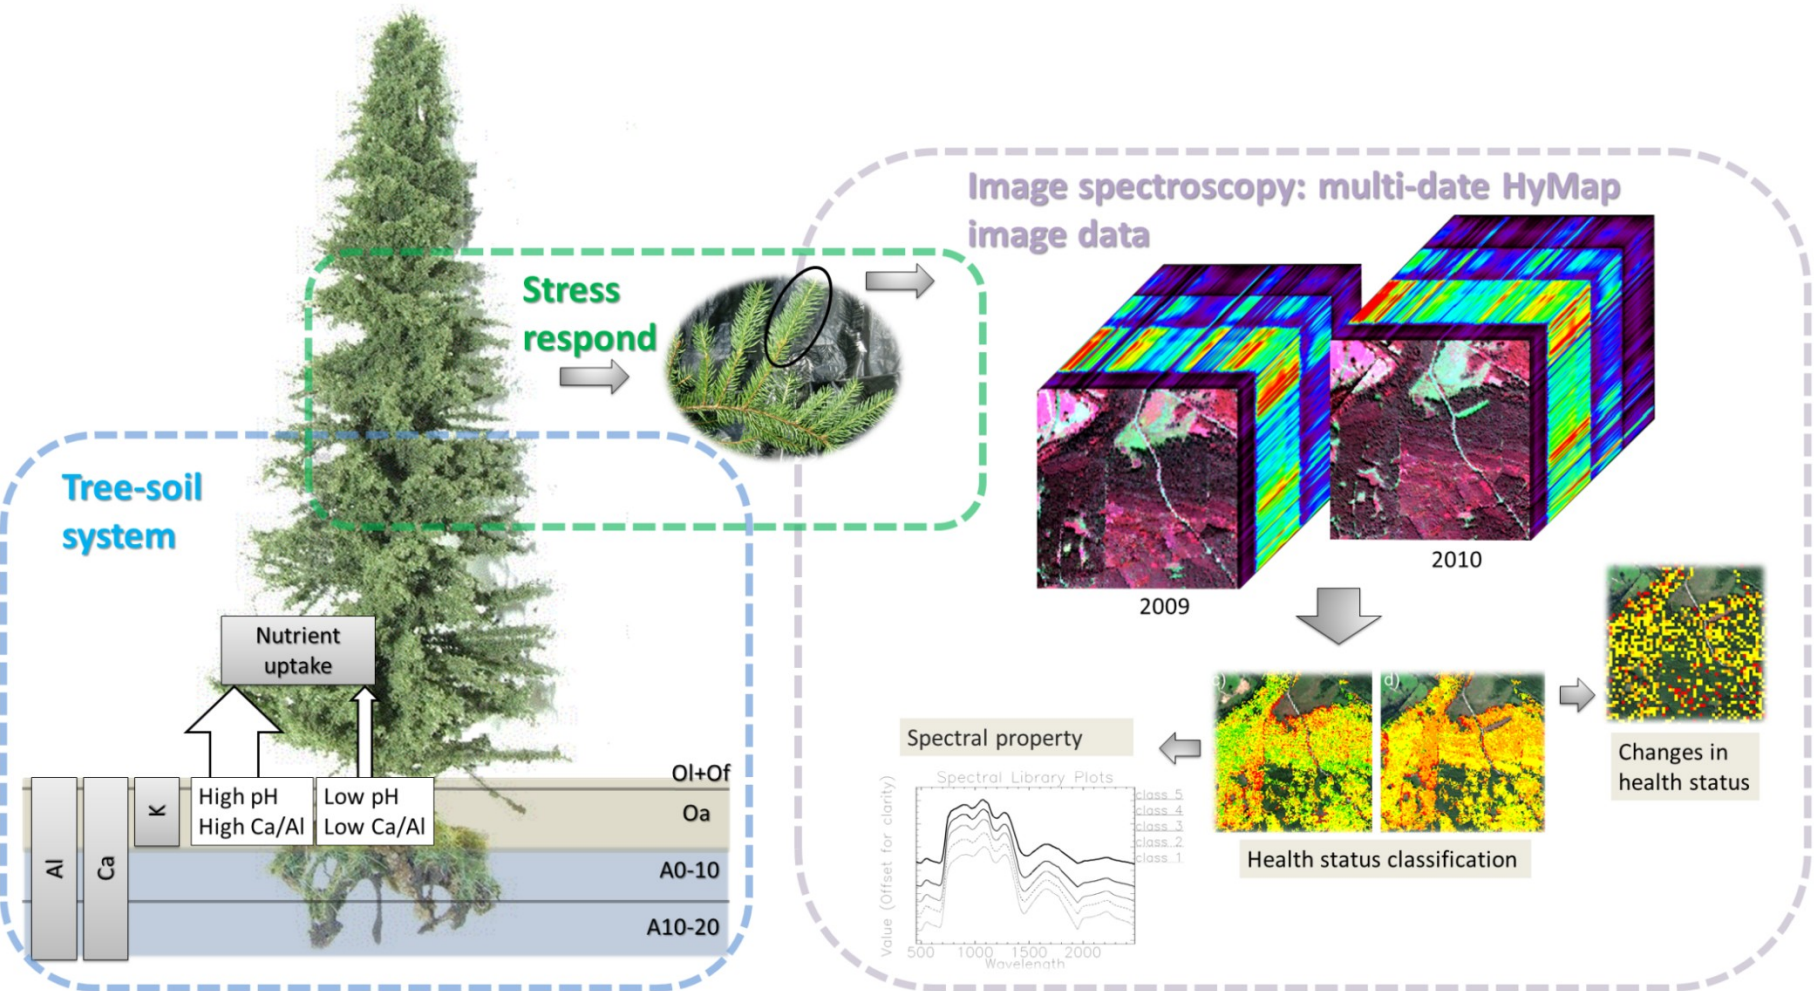 Image spectroscopy: multi-date HyMap
image data
Stress
respond
Tree-soil
system
2009
2010
Nutrient
uptake
Al
Ca
K
High pH
High Ca/Al
Low pH
Low Ca/Al
Ol+Of
Oa
A0-10
A10-20
Spectral property
Spectral Library Plots
Value (Offset for clarity)
class 5
class 4
class 3
class 2
class 1
500 1000 1500 2000
Wavelength
d)
Health status classification
Changes in
health status